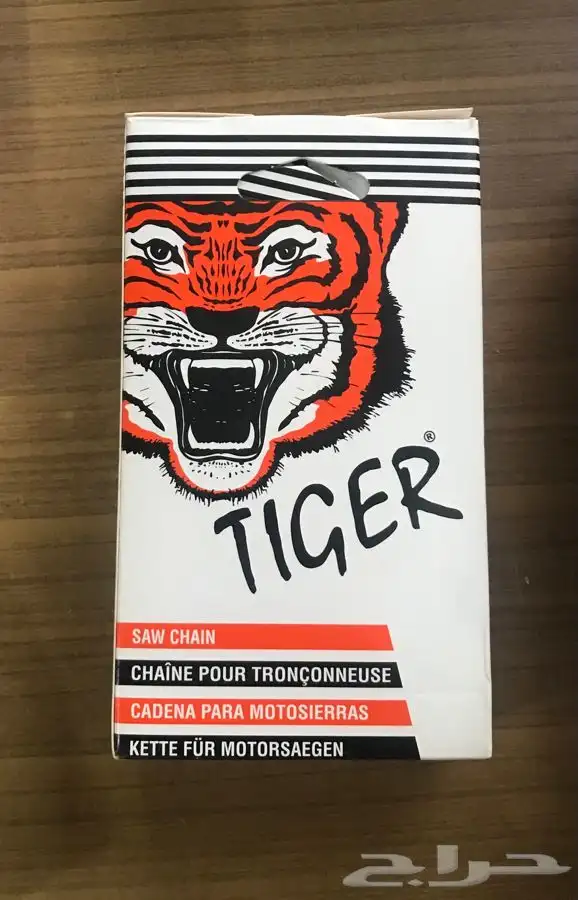 TIGER®
SAW CHAIN
CHAÎNE POUR TRONÇONNEUSE
CADENA PARA MOTOSIERRAS
KETTE FÜR MOTORSAEGEN
حراج